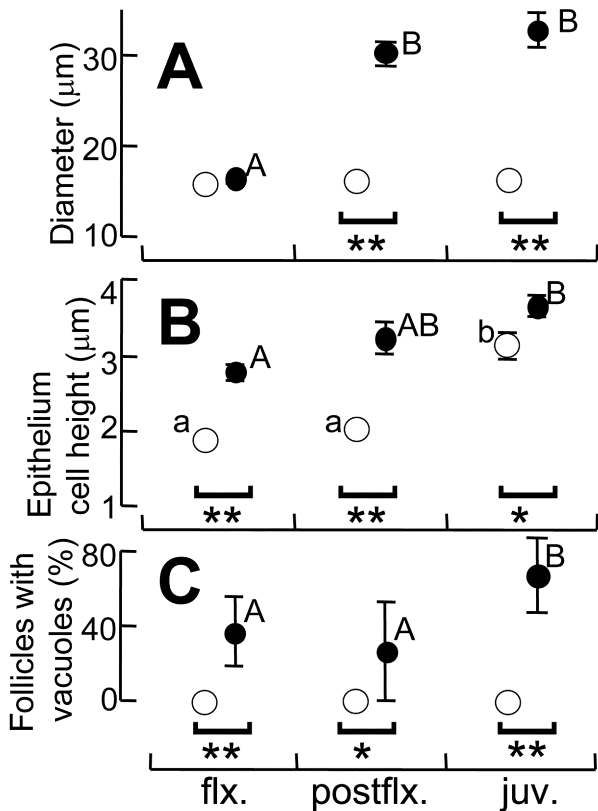 A
Diameter (μm)
30
20
10
A
B
B
**
**
B
Epithelium
cell height (μm)
4
3
2
1
a
A
a
AB
b
B
**
**
*
C
Follicles with
vacuoles (%)
80
40
0
A
A
B
**
*
**
flx.
postflx.
juv.